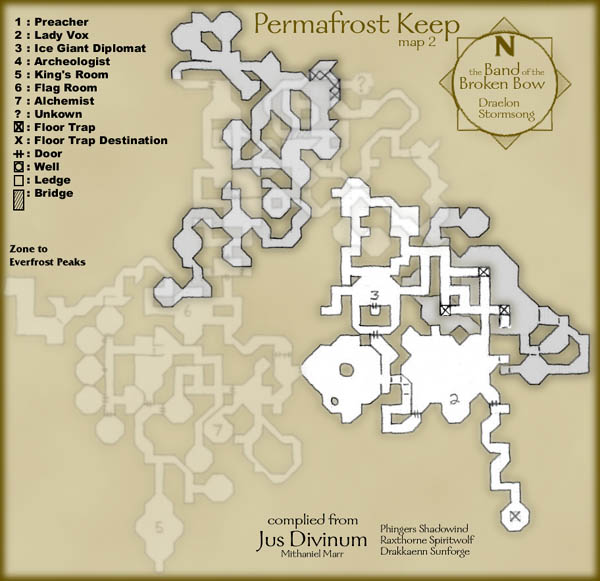 Permafrost Keep
map 2
1 : Preacher
2 : Lady Vox
3 : Ice Giant Diplomat
4 : Archeologist
5 : King's Room
6 : Flag Room
7 : Alchemist
? : Unkown
: Floor Trap
X : Floor Trap Destination
: Door
: Well
: Ledge
: Bridge
N
the Band of the
Broken Bow
Draelon
Stormsong
Zone to
Everfrost Peaks
3
6
1
2
7
5
X
complied from
Jus Divinum
Mithaniel Marr
Phingers Shadowind
Raxthorne Spiritwolf
Drakkaenn Sunforge